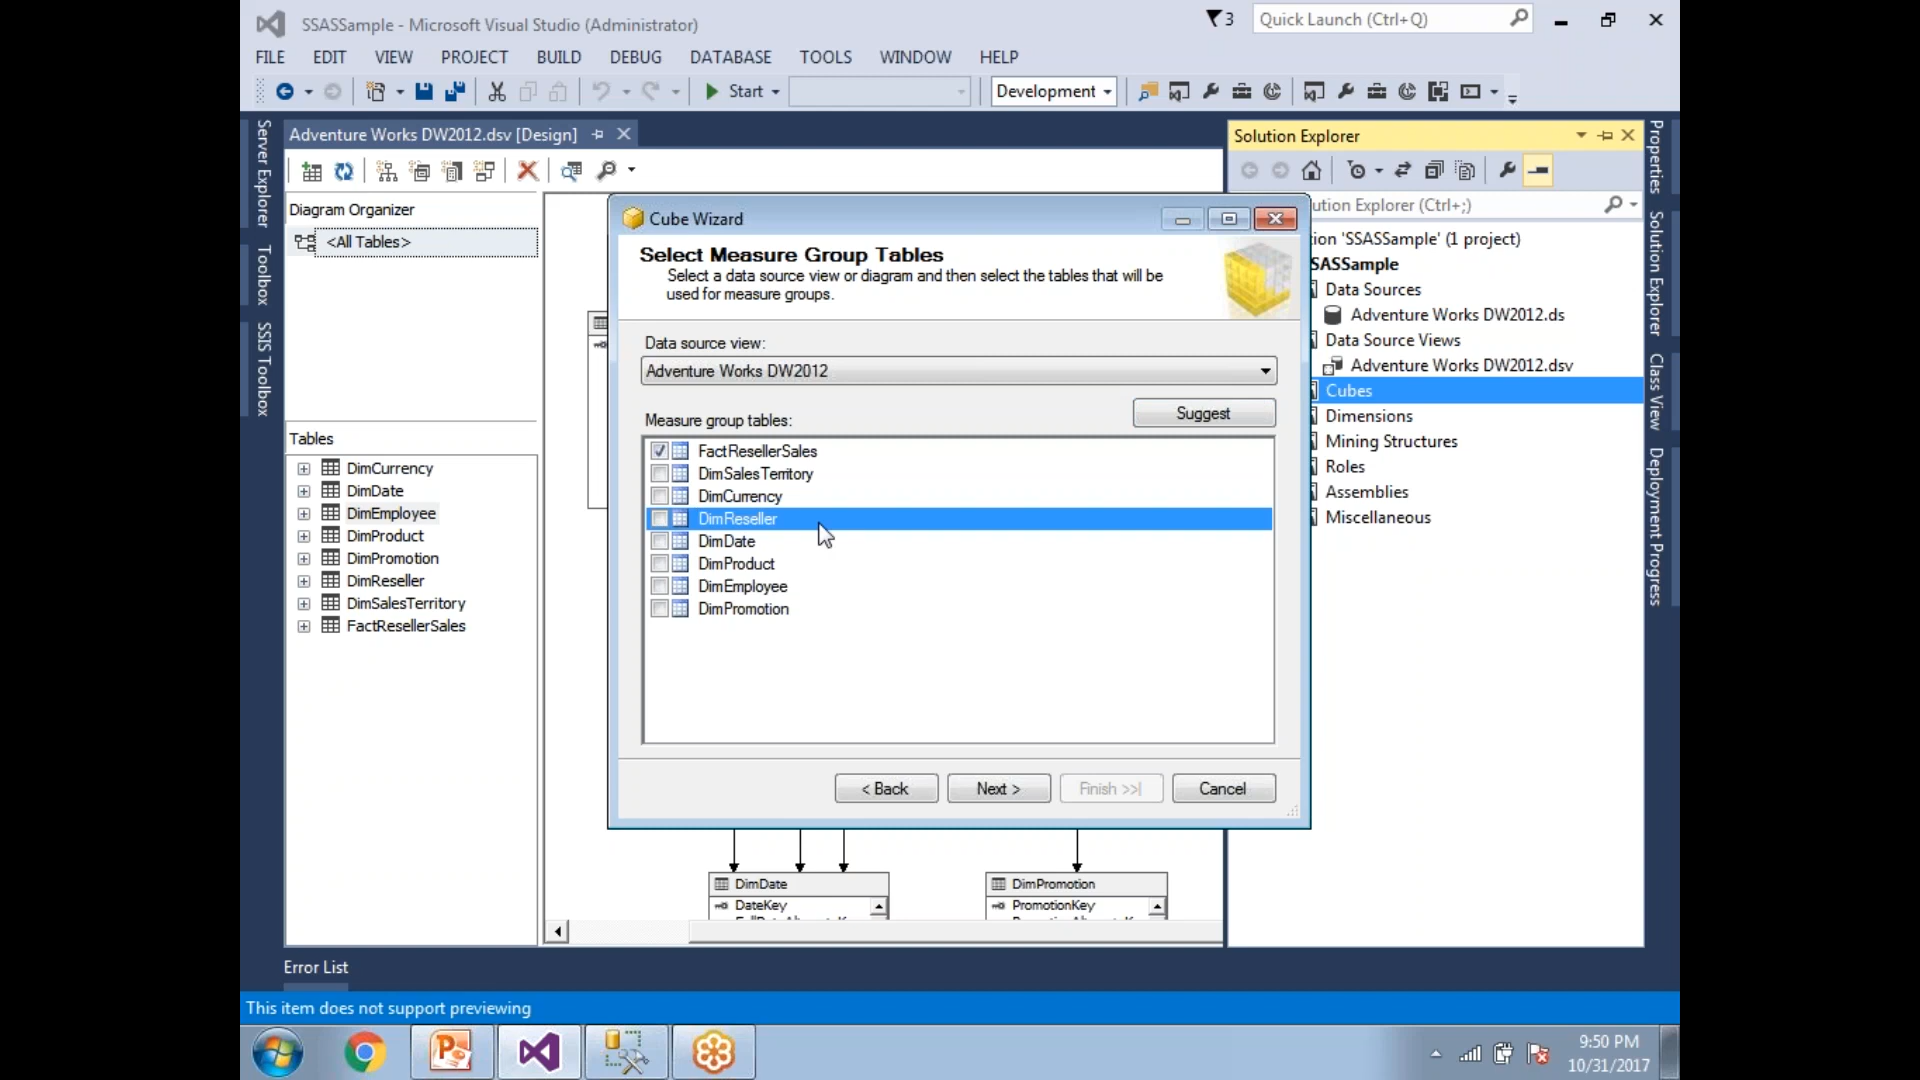 SSASSample - Microsoft Visual Studio (Administrator)
3
Quick Launch (Ctrl+Q)
FILE EDIT VIEW PROJECT BUILD DEBUG DATABASE TOOLS WINDOW HELP
Start
Development
Server Explorer
Toolbox
SSIS Toolbox
Adventure Works DW2012.dsv [Design]
Diagram Organizer
<All Tables>
Tables
DimCurrency
DimDate
DimEmployee
DimProduct
DimPromotion
DimReseller
DimSalesTerritory
FactResellerSales
Cube Wizard
Select Measure Group Tables
Select a data source view or diagram and then select the tables that will be
used for measure groups.
Data source view:
Adventure Works DW2012
Suggest
Measure group tables:
FactResellerSales
DimSalesTerritory
DimCurrency
DimReseller
DimDate
DimProduct
DimEmployee
DimPromotion
< Back
Next >
Finish >>|
Cancel
DimDate
DateKey
DimPromotion
PromotionKey
Solution Explorer
ution Explorer (Ctrl+;)
ion 'SSASSample' (1 project)
SASSample
Data Sources
Adventure Works DW2012.ds
Data Source Views
Adventure Works DW2012.dsv
Cubes
Dimensions
Mining Structures
Roles
Assemblies
Miscellaneous
Properties
Solution Explorer
Class View
Deployment Progress
Error List
This item does not support previewing
9:50 PM
10/31/2017